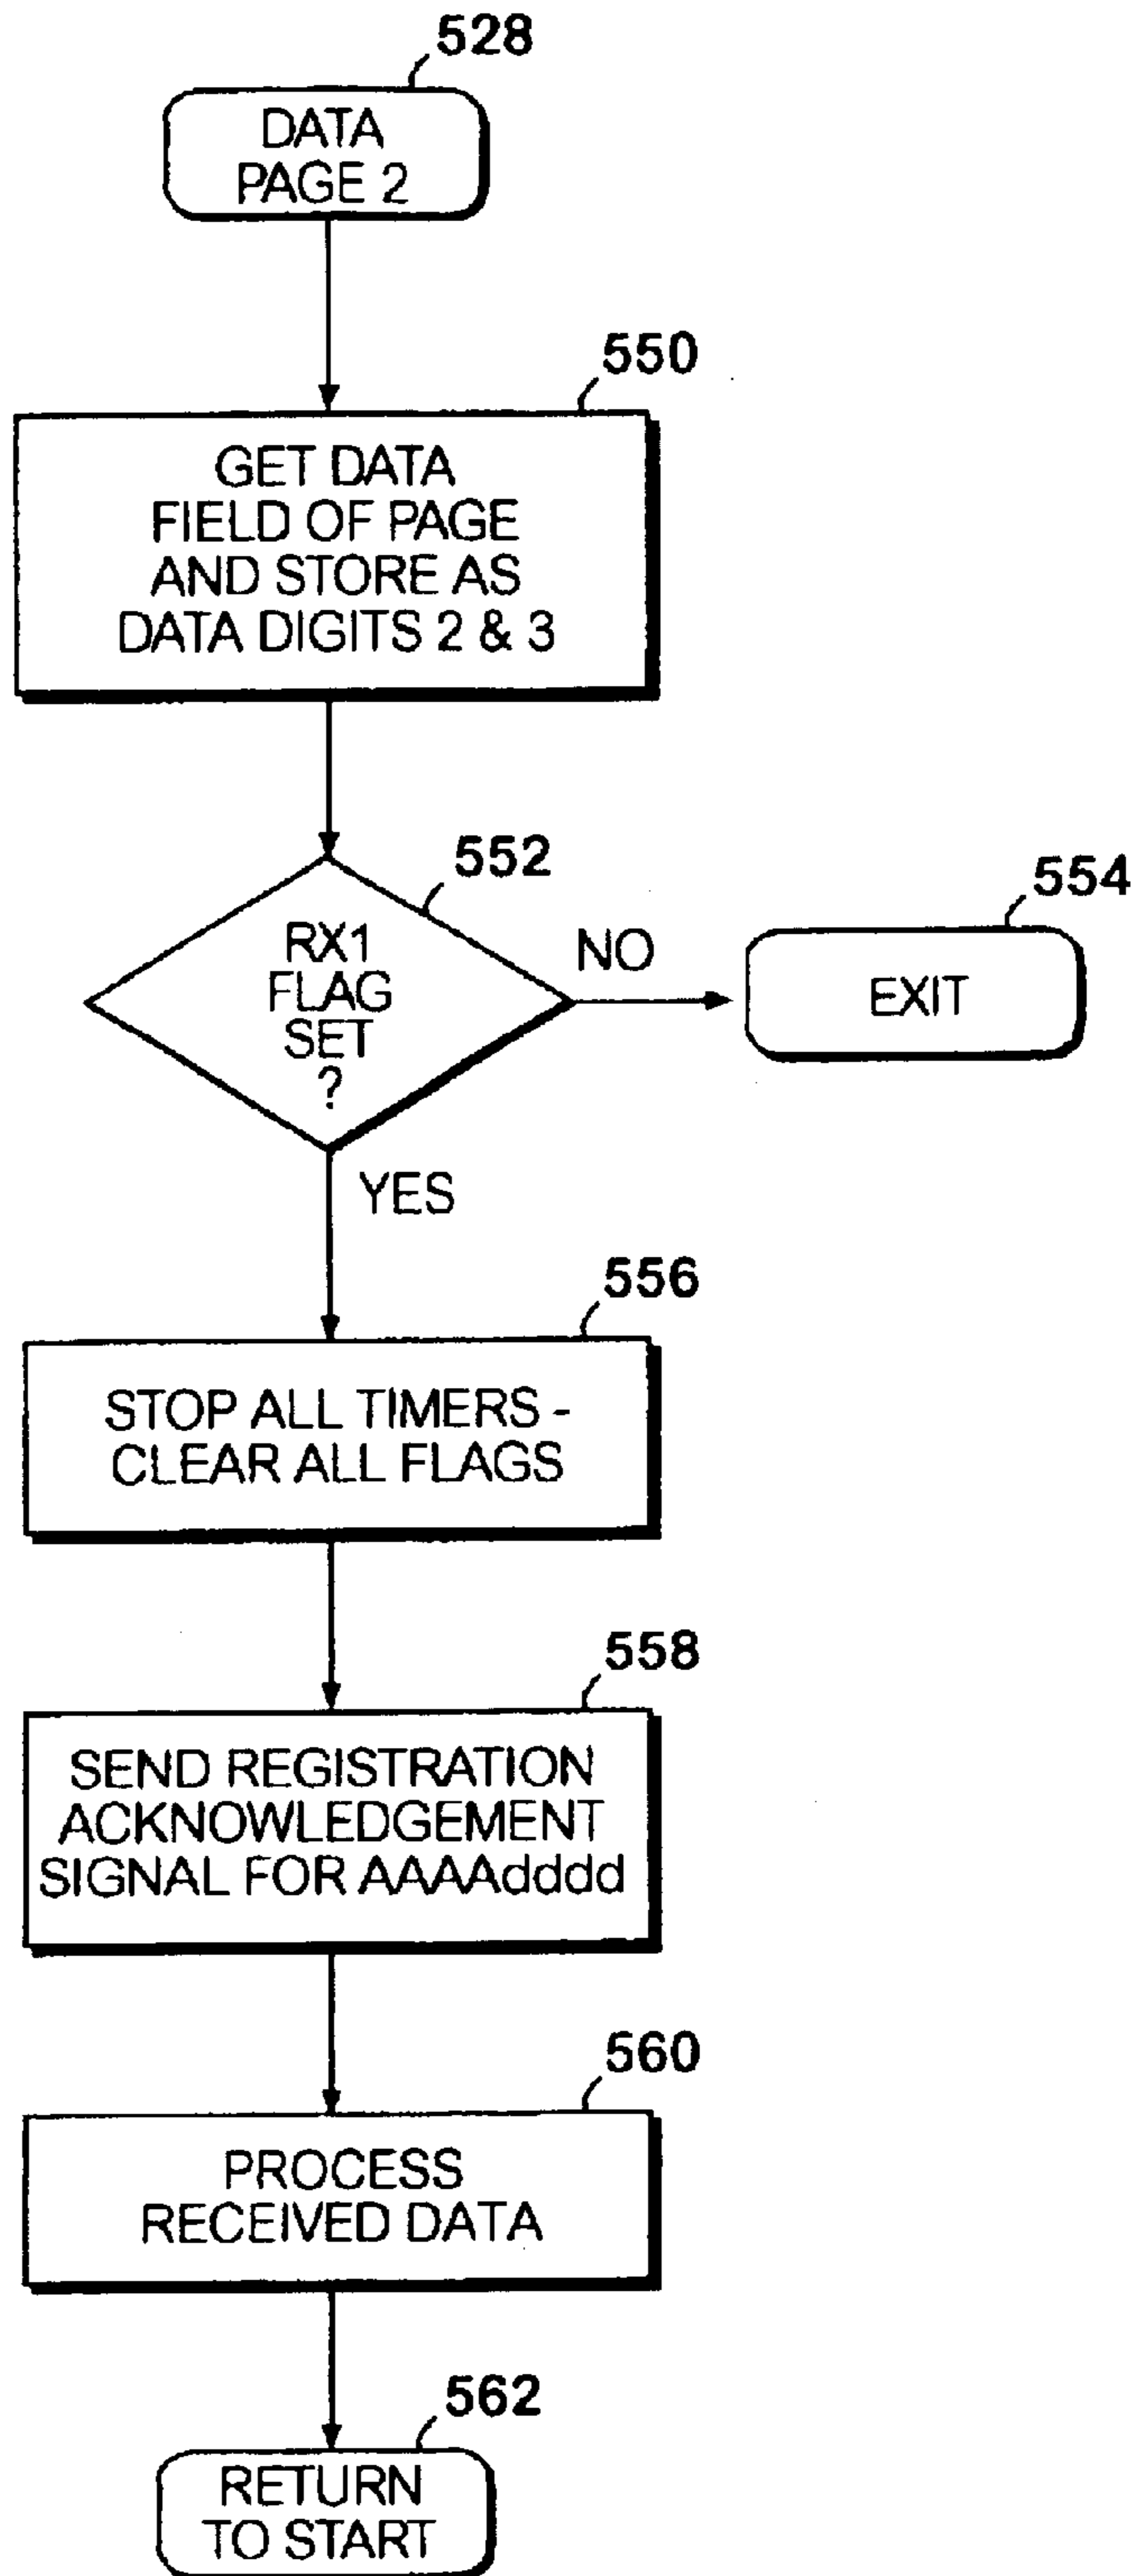 528
DATA
PAGE 2
550
GET DATA
FIELD OF PAGE
AND STORE AS
DATA DIGITS 2 & 3
552
RX1
FLAG
SET
?
NO
554
EXIT
YES
556
STOP ALL TIMERS -
CLEAR ALL FLAGS
558
SEND REGISTRATION
ACKNOWLEDGEMENT
SIGNAL FOR AAAAdddd
560
PROCESS
RECEIVED DATA
562
RETURN
TO START